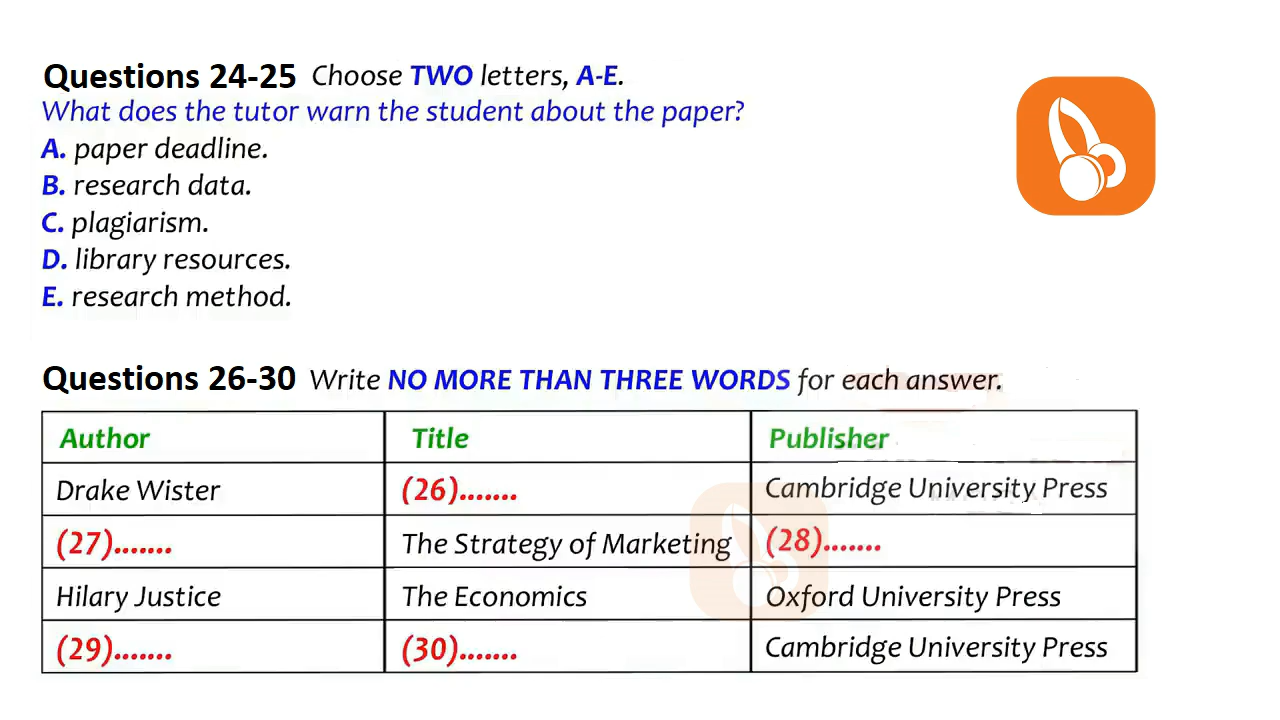 Questions 24-25 Choose TWO letters, A-E.
What does the tutor warn the student about the paper?
A. paper deadline.
B. research data.
C. plagiarism.
D. library resources.
E. research method.
Questions 26-30 Write NO MORE THAN THREE WORDS for each answer.
Author Title Publisher
Drake Wister (26)....... Cambridge University Press
(27)....... The Strategy of Marketing (28).......
Hilary Justice The Economics Oxford University Press
(29)....... (30)....... Cambridge University Press